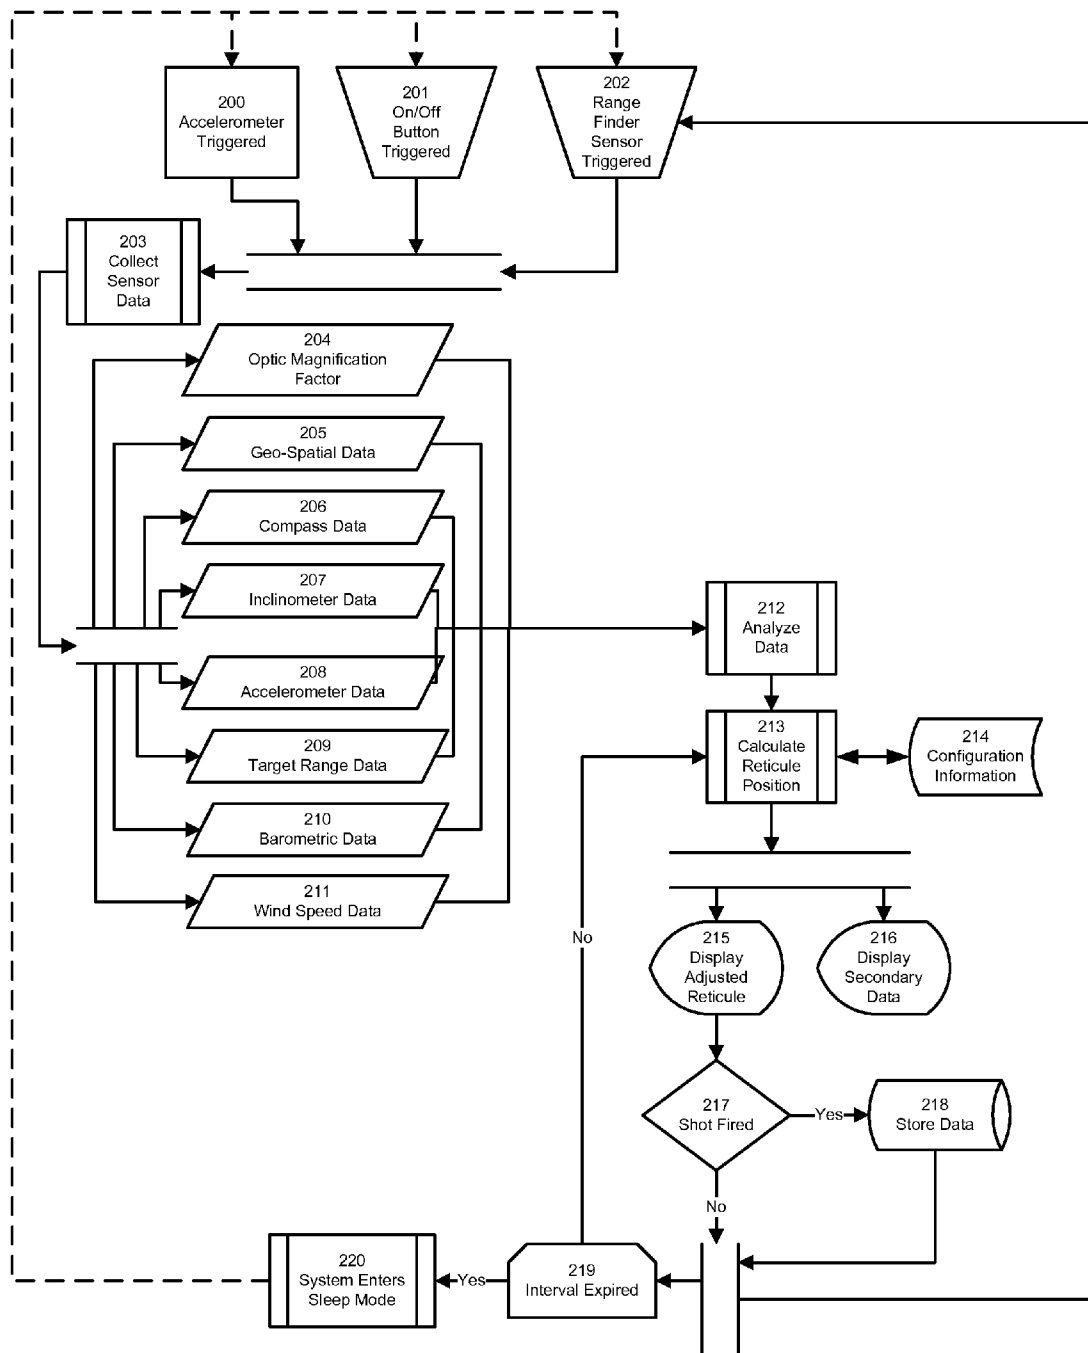 200
Accelerometer
Triggered
201
On/Off
Button
Triggered
202
Range
Finder
Sensor
Triggered
203
Collect
Sensor
Data
204
Optic Magnification
Factor
205
Geo-Spatial Data
206
Compass Data
207
Inclinometer Data
208
Accelerometer Data
209
Target Range Data
210
Barometric Data
211
Wind Speed Data
212
Analyze
Data
213
Calculate
Reticule
Position
214
Configuration
Information
215
Display
Adjusted
Reticule
216
Display
Secondary
Data
217
Shot Fired
Yes
218
Store Data
No
No
219
Interval Expired
Yes
220
System Enters
Sleep Mode